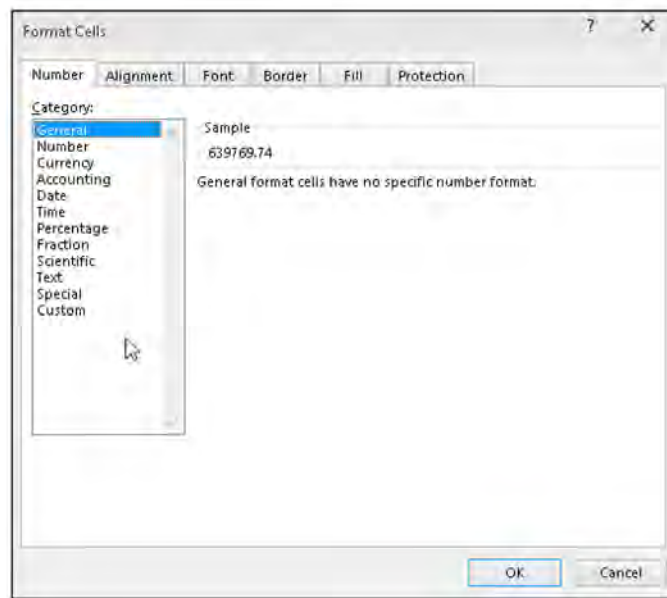 Format Cells
? ×
Number Alignment Font Border Fill Protection
Category:
General
Number
Currency
Accounting
Date
Time
Percentage
Fraction
Scientific
Text
Special
Custom
Sample
639769.74
General format cells have no specific number format.
OK Cancel